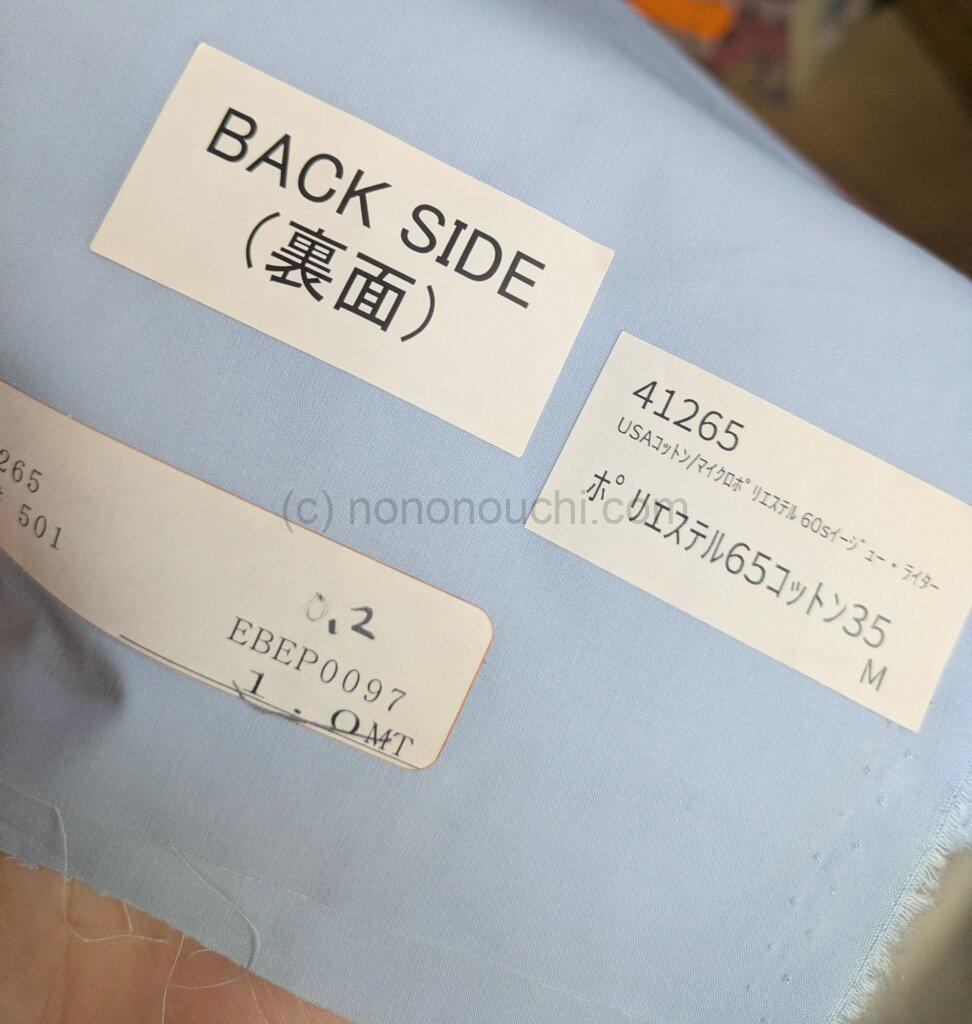 BACK SIDE
(裏面)
41265
USAコットン/マイクロポリエステル 60sイージュー・ライター
ポリエステル65コットン35
M
265
501
0.2
EBEP0097
1.0MT
(c) nononouchi.com